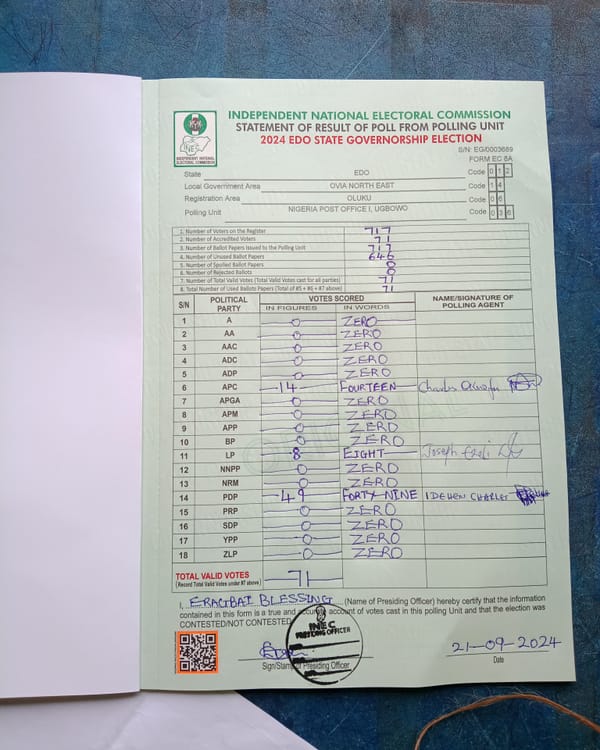 INDEPENDENT NATIONAL ELECTORAL COMMISSION
STATEMENT OF RESULT OF POLL FROM POLLING UNIT
2024 EDO STATE GOVERNORSHIP ELECTION
INEC
INDEPENDENT NATIONAL
ELECTORAL COMMISSION
S/N: EG/0003689
FORM EC 8A
State EDO Code 0 1 2
Local Government Area OVIA NORTH EAST Code 1 4
Registration Area OLUKU Code 0 6
Polling Unit NIGERIA POST OFFICE I, UGBOWO Code 0 3 6
1. Number of Voters on the Register 717
2. Number of Accredited Voters 71
3. Number of Ballot Papers Issued to the Polling Unit 717
4. Number of Unused Ballot Papers 646
5. Number of Spoiled Ballot Papers
6. Number of Rejected Ballots
7. Number of Total Valid Votes (Total Valid Votes cast for all parties) 71
8. Total Number of Used Ballots Papers (Total of #5 + #6 + #7 above) 71
S/N POLITICAL PARTY VOTES SCORED NAME/SIGNATURE OF POLLING AGENT
IN FIGURES IN WORDS
1 A 0 ZERO
2 AA 0 ZERO
3 AAC 0 ZERO
4 ADC 0 ZERO
5 ADP 0 ZERO
6 APC 14 FOURTEEN Charles
7 APGA 0 ZERO
8 APM 0 ZERO
9 APP 0 ZERO
10 BP 0 ZERO
11 LP 8 EIGHT Joseph
12 NNPP 0 ZERO
13 NRM 0 ZERO
14 PDP 49 FORTY NINE IDEHEN CHARLES
15 PRP 0 ZERO
16 SDP 0 ZERO
17 YPP 0 ZERO
18 ZLP 0 ZERO
TOTAL VALID VOTES 71
(Record Total Valid Votes under #7 above)
I, BLESSING (Name of Presiding Officer) hereby certify that the information
contained in this form is a true and accurate account of votes cast in this polling Unit and that the election was
CONTESTED/NOT CONTESTED
INEC
PRESIDING OFFICER
21-09-2024
Sign/Stamp of Presiding Officer Date